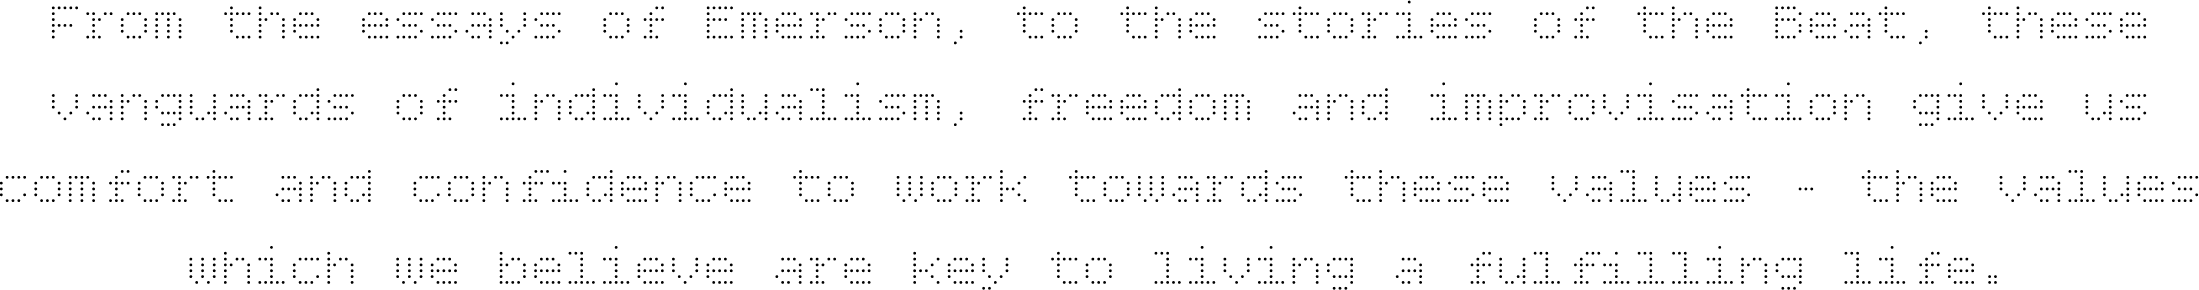 From the essays of Emerson, to the stories of the Beat, these
vanguards of individualism, freedom and improvisation give us
comfort and confidence to work towards these values - the values
which we believe are key to living a fulfilling life.